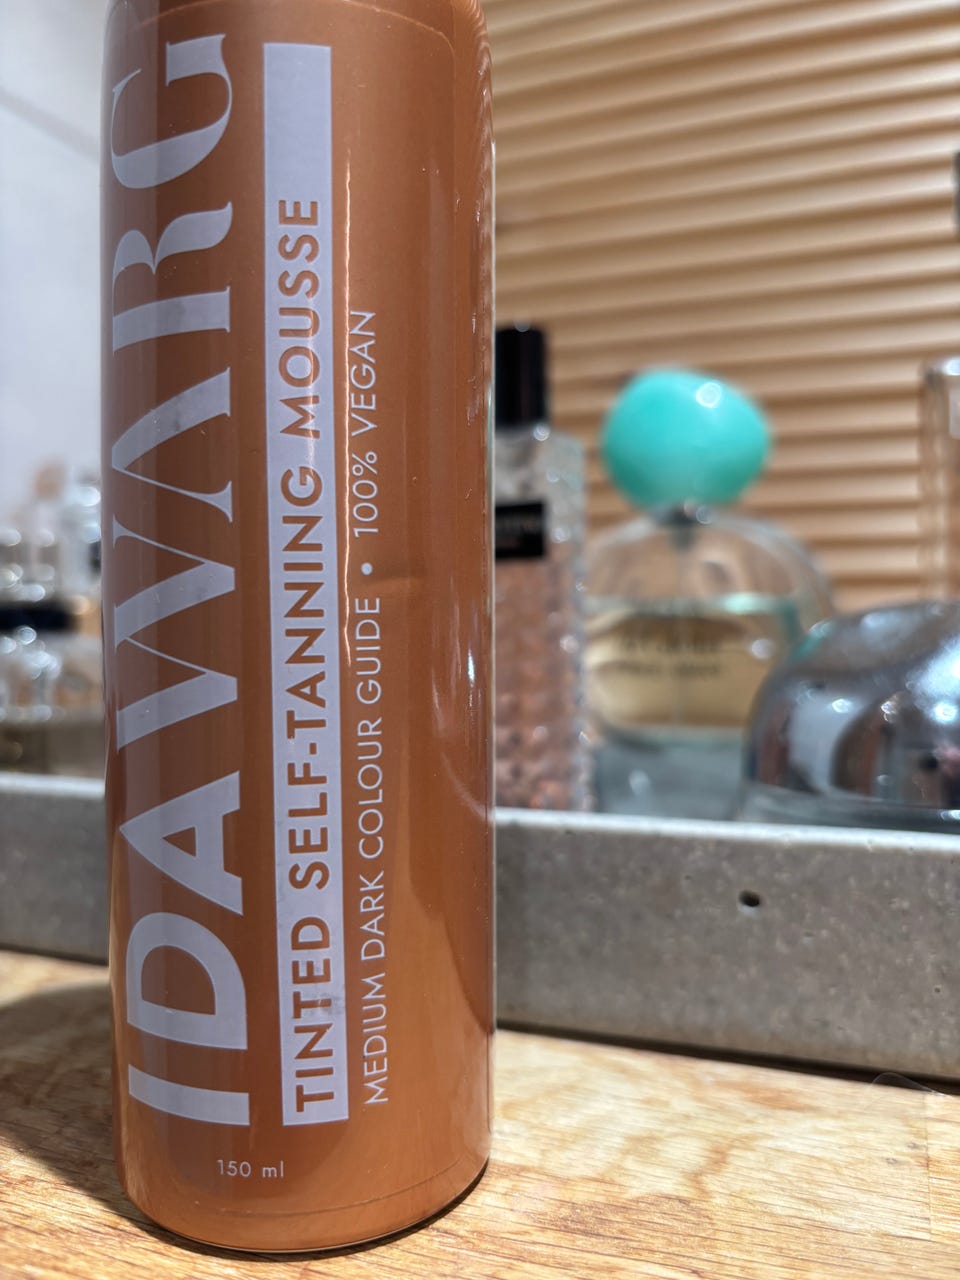 IDA WARG
TINTED SELF-TANNING MOUSSE
MEDIUM DARK COLOUR GUIDE • 100% VEGAN
150 ml